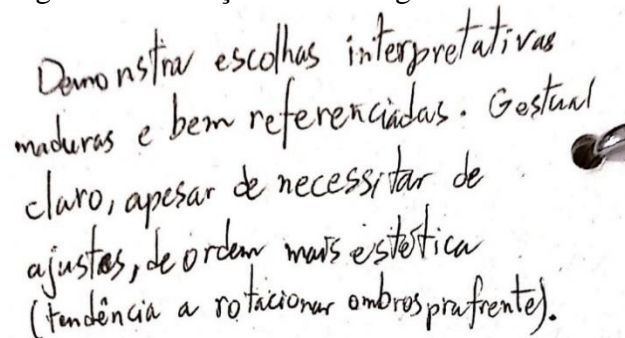 Demonstra escolhas interpretativas
maduras e bem referenciadas. Gestual
claro, apesar de necessitar de
ajustes, de ordem mais estética
(tendência a rotacionar ombros pra frente).